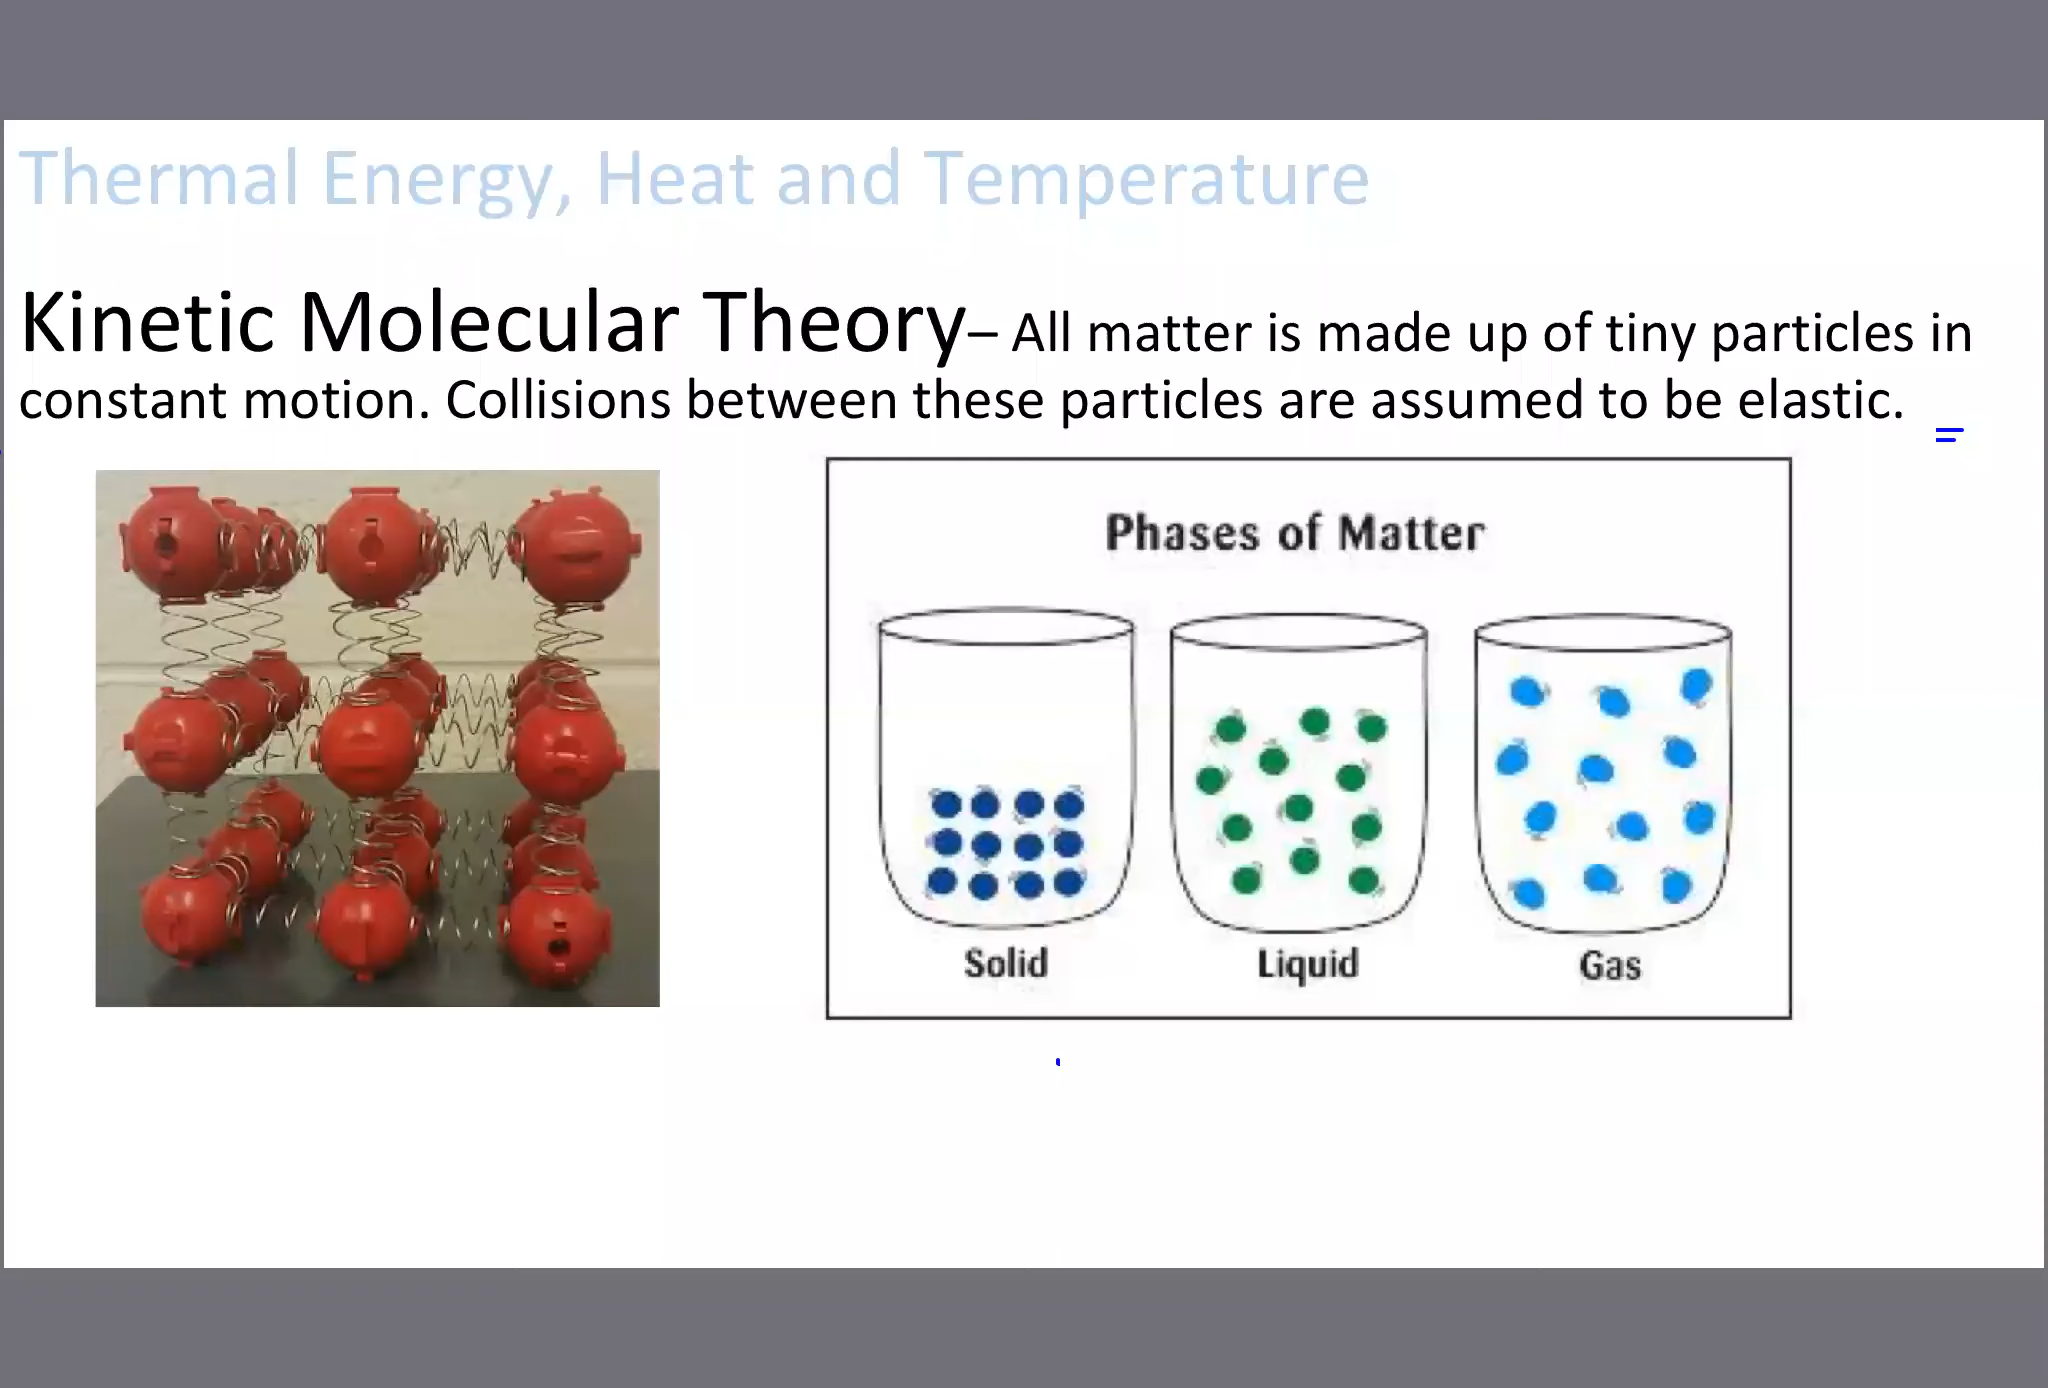 Thermal Energy, Heat and Temperature
Kinetic Molecular Theory– All matter is made up of tiny particles in
constant motion. Collisions between these particles are assumed to be elastic.
Phases of Matter
Solid
Liquid
Gas